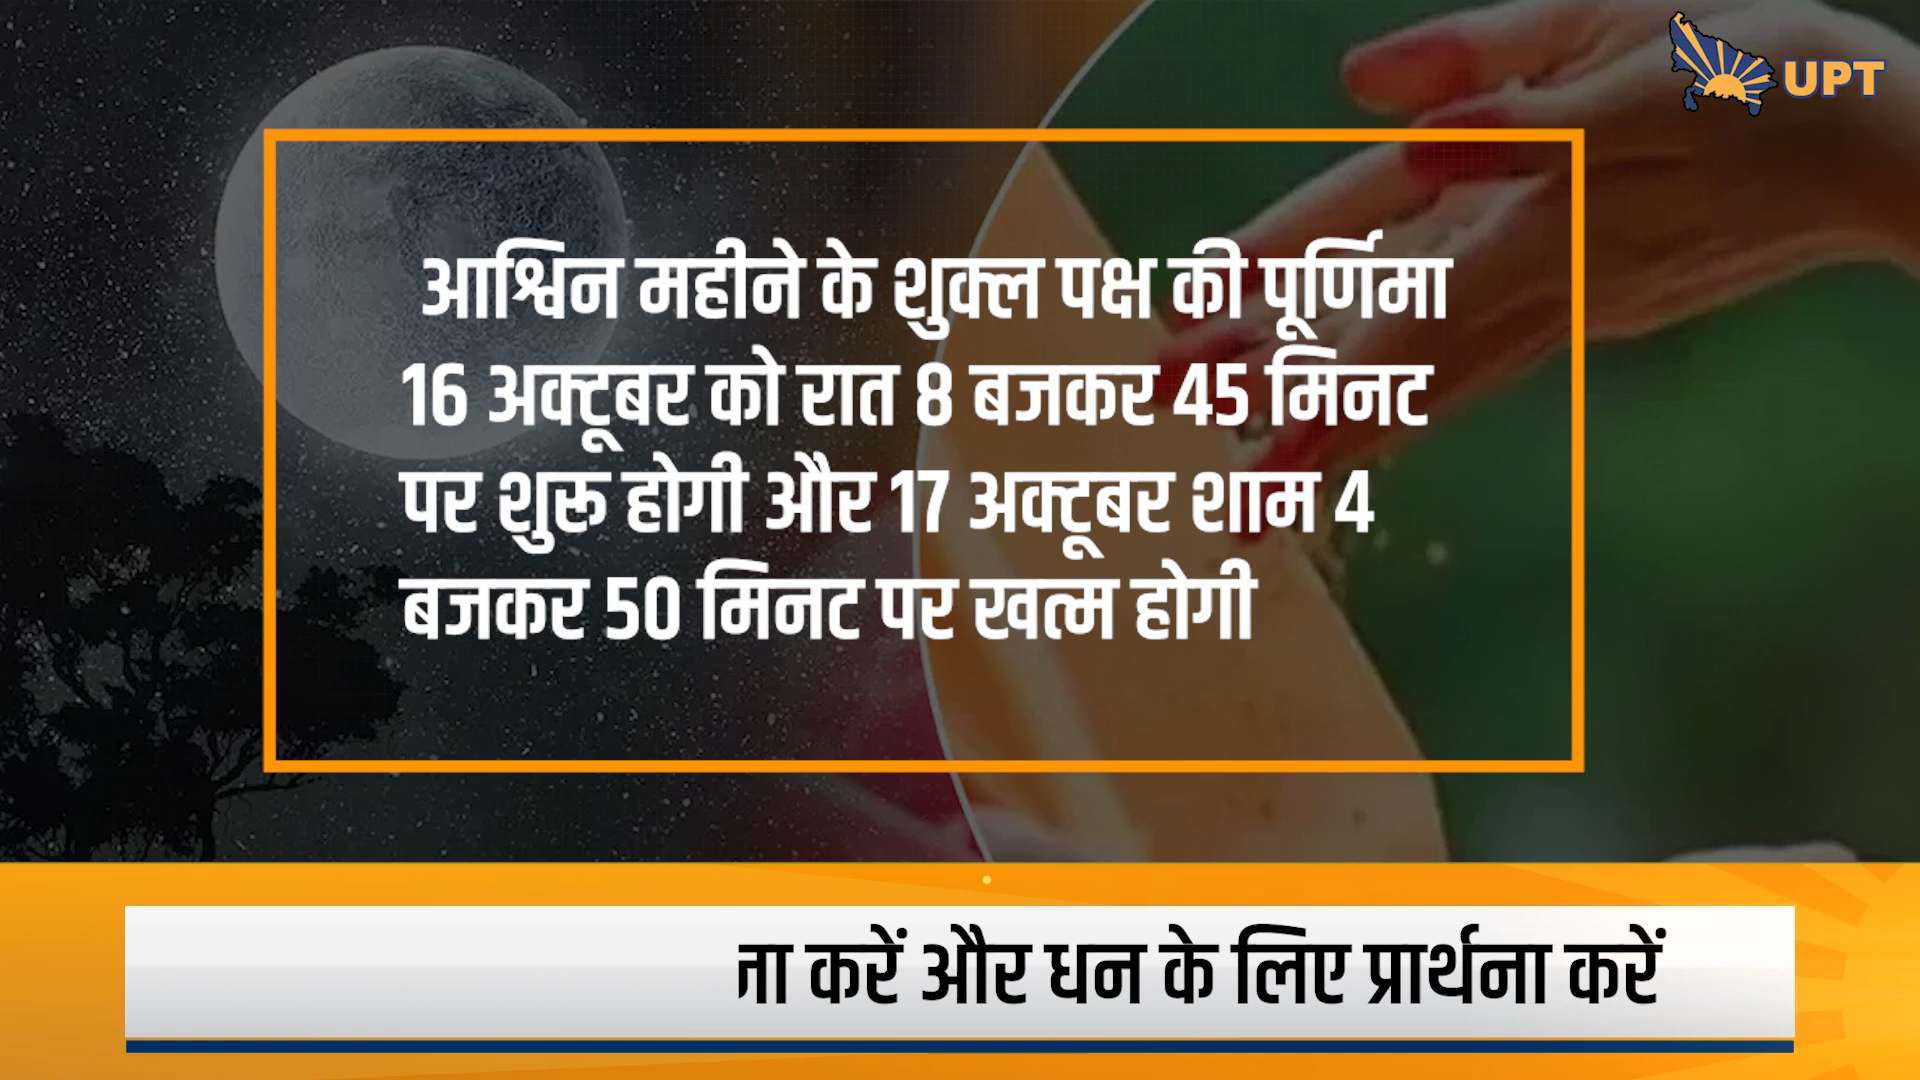 UPT
आश्विन महीने के शुक्ल पक्ष की पूर्णिमा
16 अक्टूबर को रात 8 बजकर 45 मिनट
पर शुरू होगी और 17 अक्टूबर शाम 4
बजकर 50 मिनट पर खत्म होगी
करें और धन के लिए प्रार्थना करें